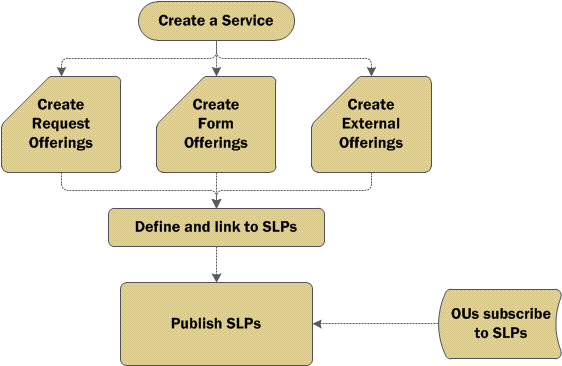 Create a Service
Create
Request
Offerings
Create
Form
Offerings
Create
External
Offerings
Define and link to SLPs
Publish SLPs
OUs subscribe
to SLPs